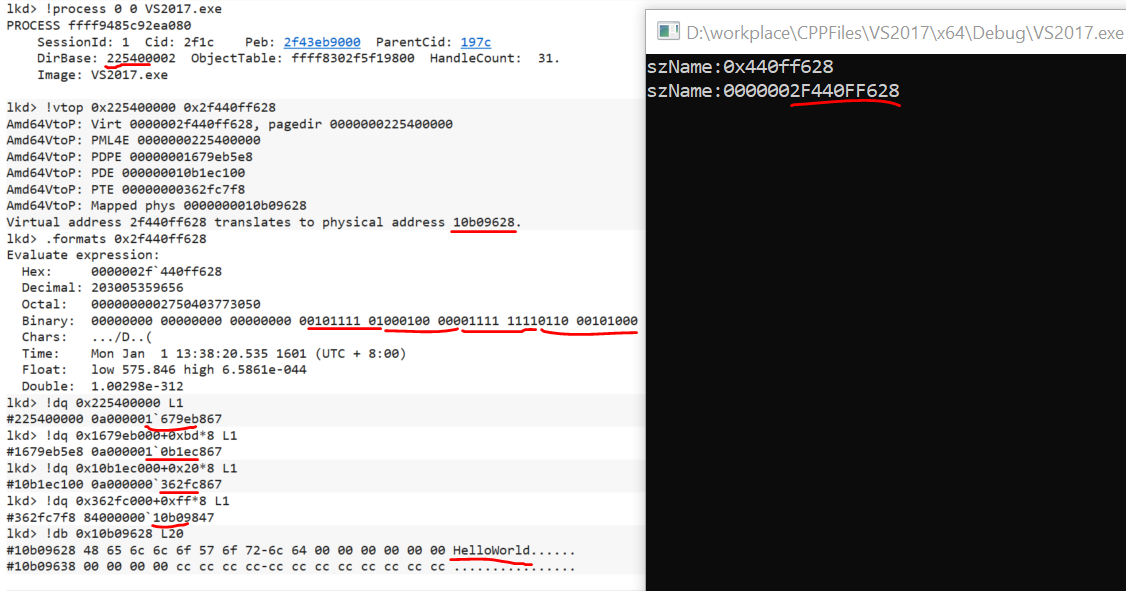 lkd> !process 0 0 VS2017.exe
PROCESS ffff9485c92ea080
    SessionId: 1  Cid: 2f1c    Peb: 2f43eb9000  ParentCid: 197c
    DirBase: 225400002  ObjectTable: ffff8302f5f19800  HandleCount:  31.
    Image: VS2017.exe
lkd> !vtop 0x225400000 0x2f440ff628
Amd64VtoP: Virt 0000002f440ff628, pagedir 0000000225400000
Amd64VtoP: PML4E 0000000225400000
Amd64VtoP: PDPE 00000001679eb5e8
Amd64VtoP: PDE 000000010b1ec100
Amd64VtoP: PTE 00000000362fc7f8
Amd64VtoP: Mapped phys 0000000010b09628
Virtual address 2f440ff628 translates to physical address 10b09628.
lkd> .formats 0x2f440ff628
Evaluate expression:
  Hex:     0000002f`440ff628
  Decimal: 203005359656
  Octal:   0000000002750403773050
  Binary:  00000000 00000000 00000000 00101111 01000100 00001111 11110110 00101000
  Chars:   .../D..(
  Time:    Mon Jan  1 13:38:20.535 1601 (UTC + 8:00)
  Float:   low 575.846 high 6.5861e-044
  Double:  1.00298e-312
lkd> !dq 0x225400000 L1
#225400000 0a000001`679eb867
lkd> !dq 0x1679eb000+0xbd*8 L1
#1679eb5e8 0a000001`0b1ec867
lkd> !dq 0x10b1ec000+0x20*8 L1
#10b1ec100 0a000000`362fc867
lkd> !dq 0x362fc000+0xff*8 L1
#362fc7f8 84000000`10b09847
lkd> !db 0x10b09628 L20
#10b09628 48 65 6c 6c 6f 57 6f 72-6c 64 00 00 00 00 00 00 HelloWorld......
#10b09638 00 00 00 00 cc cc cc cc-cc cc cc cc cc cc cc cc ................
D:\workplace\CPPFiles\VS2017\x64\Debug\VS2017.exe
szName:0x440ff628
szName:0000002F440FF628